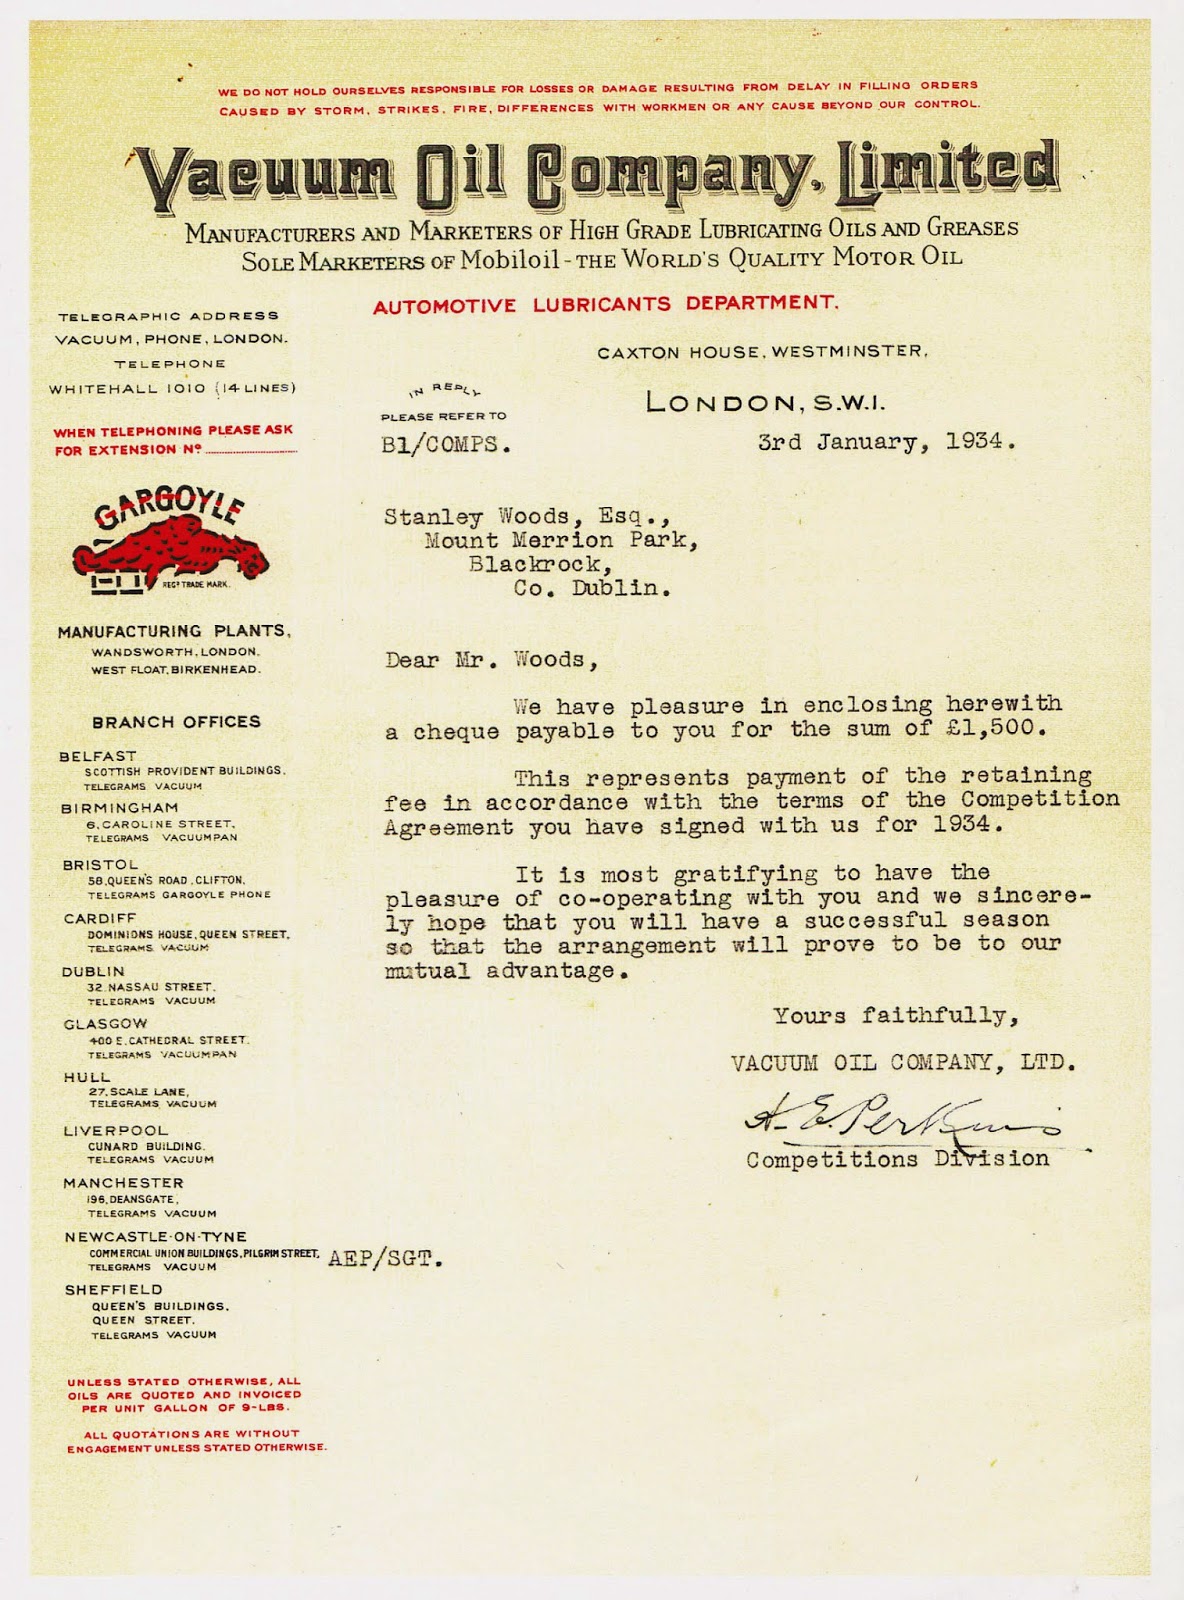 WE DO NOT HOLD OURSELVES RESPONSIBLE FOR LOSSES OR DAMAGE RESULTING FROM DELAY IN FILLING ORDERS
CAUSED BY STORM, STRIKES, FIRE, DIFFERENCES WITH WORKMEN OR ANY CAUSE BEYOND OUR CONTROL.
Vacuum Oil Company, Limited
MANUFACTURERS AND MARKETERS OF HIGH GRADE LUBRICATING OILS AND GREASES
SOLE MARKETERS OF Mobiloil - THE WORLD'S QUALITY MOTOR OIL
AUTOMOTIVE LUBRICANTS DEPARTMENT.
TELEGRAPHIC ADDRESS
VACUUM, PHONE, LONDON.
TELEPHONE
WHITEHALL 1010 (14 LINES)
WHEN TELEPHONING PLEASE ASK
FOR EXTENSION Nº
CAXTON HOUSE, WESTMINSTER,
LONDON, S.W.1.
IN REPLY
PLEASE REFER TO
B1/COMPS.
3rd January, 1934.
GARGOYLE
REGD TRADE MARK.
MANUFACTURING PLANTS,
WANDSWORTH, LONDON.
WEST FLOAT, BIRKENHEAD.
BRANCH OFFICES
BELFAST
SCOTTISH PROVIDENT BUILDINGS.
TELEGRAMS VACUUM
BIRMINGHAM
6, CAROLINE STREET,
TELEGRAMS VACUUMPAN
BRISTOL
58, QUEEN'S ROAD, CLIFTON,
TELEGRAMS GARGOYLE PHONE
CARDIFF
DOMINIONS HOUSE, QUEEN STREET,
TELEGRAMS VACUUM
DUBLIN
32 NASSAU STREET.
TELEGRAMS VACUUM
GLASGOW
400 E. CATHEDRAL STREET.
TELEGRAMS VACUUMPAN
HULL
27, SCALE LANE,
TELEGRAMS VACUUM
LIVERPOOL
CUNARD BUILDING.
TELEGRAMS VACUUM
MANCHESTER
196, DEANSGATE,
TELEGRAMS VACUUM
NEWCASTLE-ON-TYNE
COMMERCIAL UNION BUILDINGS, PILGRIM STREET,
TELEGRAMS VACUUM
SHEFFIELD
QUEEN'S BUILDINGS,
QUEEN STREET,
TELEGRAMS VACUUM
UNLESS STATED OTHERWISE, ALL
OILS ARE QUOTED AND INVOICED
PER UNIT GALLON OF 9-LBS.
ALL QUOTATIONS ARE WITHOUT
ENGAGEMENT UNLESS STATED OTHERWISE.
Stanley Woods, Esq.,
Mount Merrion Park,
Blackrock,
Co. Dublin.
Dear Mr. Woods,
We have pleasure in enclosing herewith
a cheque payable to you for the sum of £1,500.
This represents payment of the retaining
fee in accordance with the terms of the Competition
Agreement you have signed with us for 1934.
It is most gratifying to have the
pleasure of co-operating with you and we sincere-
ly hope that you will have a successful season
so that the arrangement will prove to be to our
mutual advantage.
Yours faithfully,
VACUUM OIL COMPANY, LTD.
A. E. Perkins
Competitions Division
AEP/SGT.